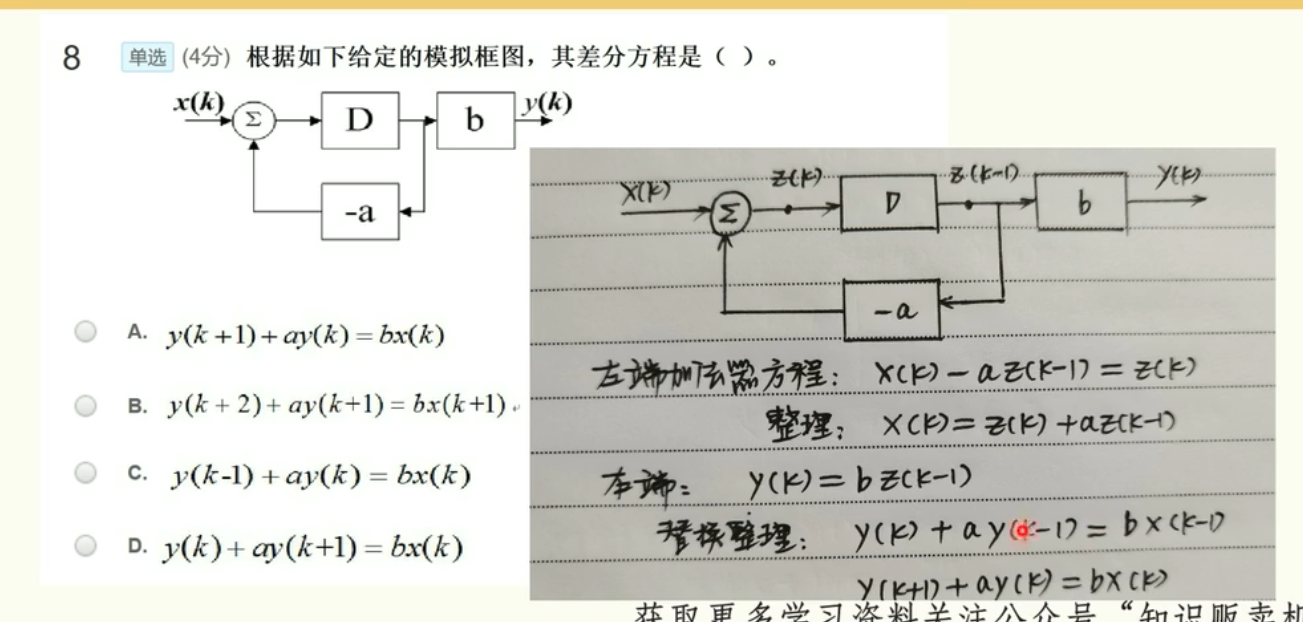 8 单选 (4分) 根据如下给定的模拟框图，其差分方程是（ ）。
x(k) Σ D b y(k)
-a
A. y(k+1)+ay(k)=bx(k)
B. y(k+2)+ay(k+1)=bx(k+1)
C. y(k-1)+ay(k)=bx(k)
D. y(k)+ay(k+1)=bx(k)
X(k) Σ z(k) D z(k-1) b y(k)
-a
左端加法器方程： x(k)-az(k-1)=z(k)
整理： x(k)=z(k)+az(k-1)
右端： y(k)=bz(k-1)
替换整理： y(k)+ay(k-1)=bx(k-1)
y(k+1)+ay(k)=bx(k)
获取更多学习资料关注公众号“知识贩卖机